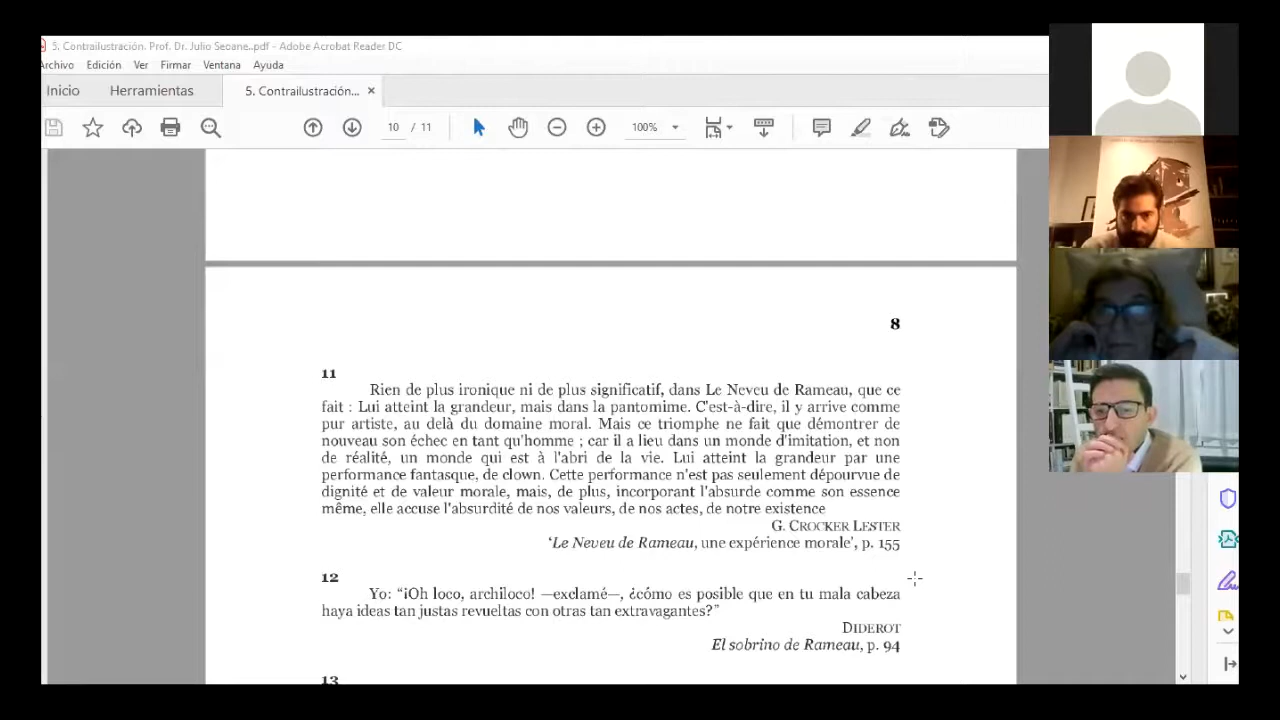 5. Contrailustración. Prof. Dr. Julio Seoane..pdf - Adobe Acrobat Reader DC
Archivo Edición Ver Firmar Ventana Ayuda
Inicio Herramientas 5. Contrailustración... ×
10 / 11 100%
8
11
Rien de plus ironique ni de plus significatif, dans Le Neveu de Rameau, que ce
fait : Lui atteint la grandeur, mais dans la pantomime. C'est-à-dire, il y arrive comme
pur artiste, au delà du domaine moral. Mais ce triomphe ne fait que démontrer de
nouveau son échec en tant qu'homme ; car il a lieu dans un monde d'imitation, et non
de réalité, un monde qui est à l'abri de la vie. Lui atteint la grandeur par une
performance fantasque, de clown. Cette performance n'est pas seulement dépourvue de
dignité et de valeur morale, mais, de plus, incorporant l'absurde comme son essence
même, elle accuse l'absurdité de nos valeurs, de nos actes, de notre existence
G. CROCKER LESTER
'Le Neveu de Rameau, une expérience morale', p. 155
12
Yo: “¡Oh loco, archiloco! —exclamé—, ¿cómo es posible que en tu mala cabeza
haya ideas tan justas revueltas con otras tan extravagantes?”
DIDEROT
El sobrino de Rameau, p. 94
13